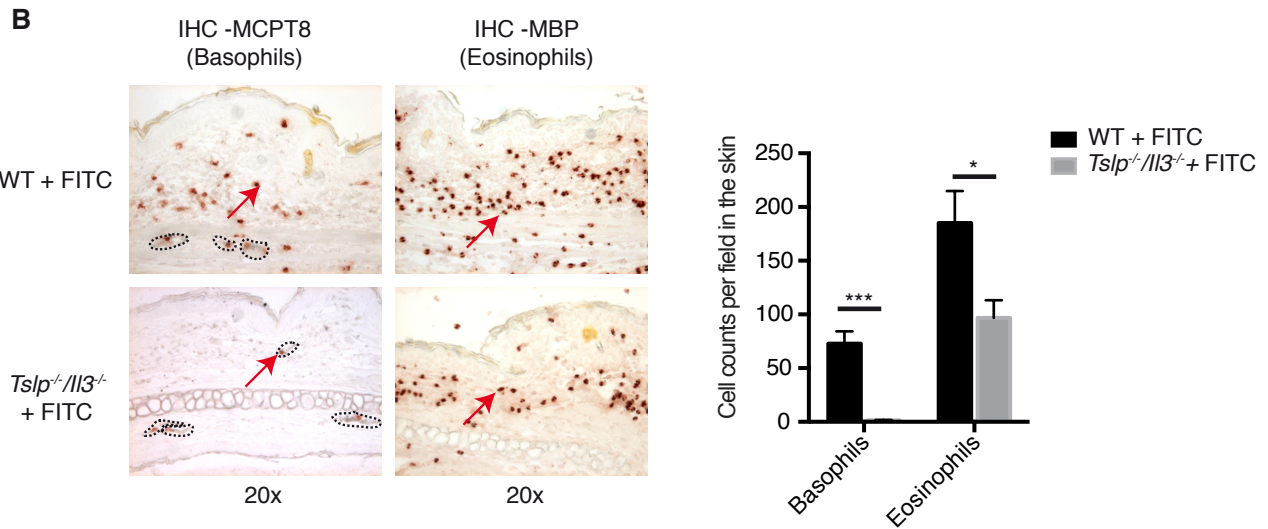 B
IHC -MCPT8
(Basophils)
IHC -MBP
(Eosinophils)
WT + FITC
Tslp-/-/Il3-/-
+ FITC
20x
20x
Cell counts per field in the skin
250
200
150
100
50
0
***
*
Basophils
Eosinophils
WT + FITC
Tslp-/-/Il3-/-+ FITC